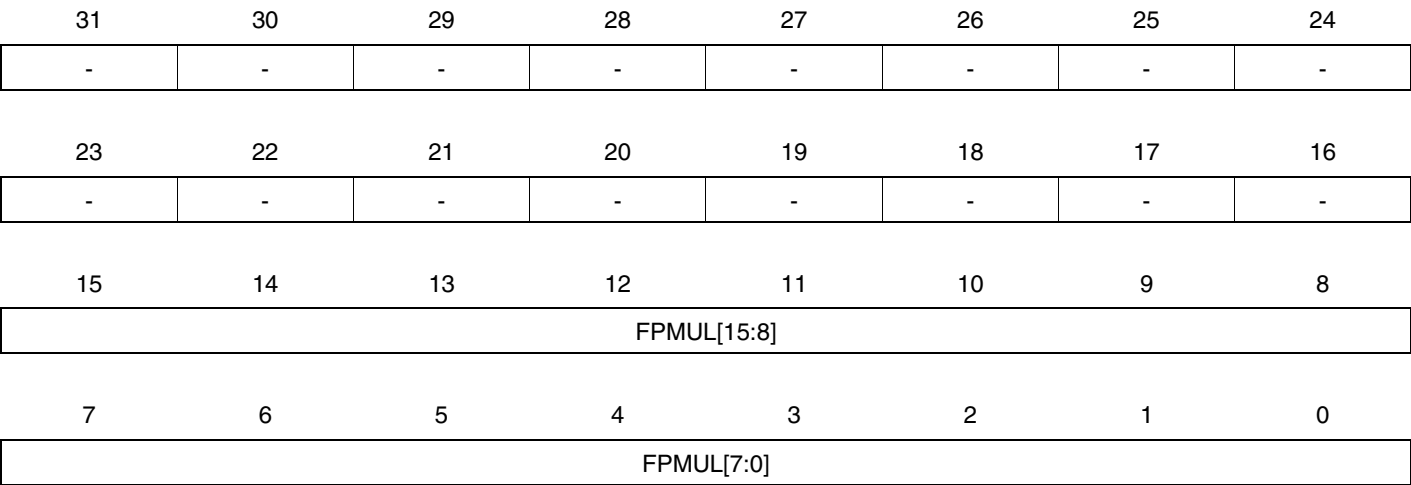 31 30 29 28 27 26 25 24
- - - - - - - -
23 22 21 20 19 18 17 16
- - - - - - - -
15 14 13 12 11 10 9 8
FPMUL[15:8]
7 6 5 4 3 2 1 0
FPMUL[7:0]